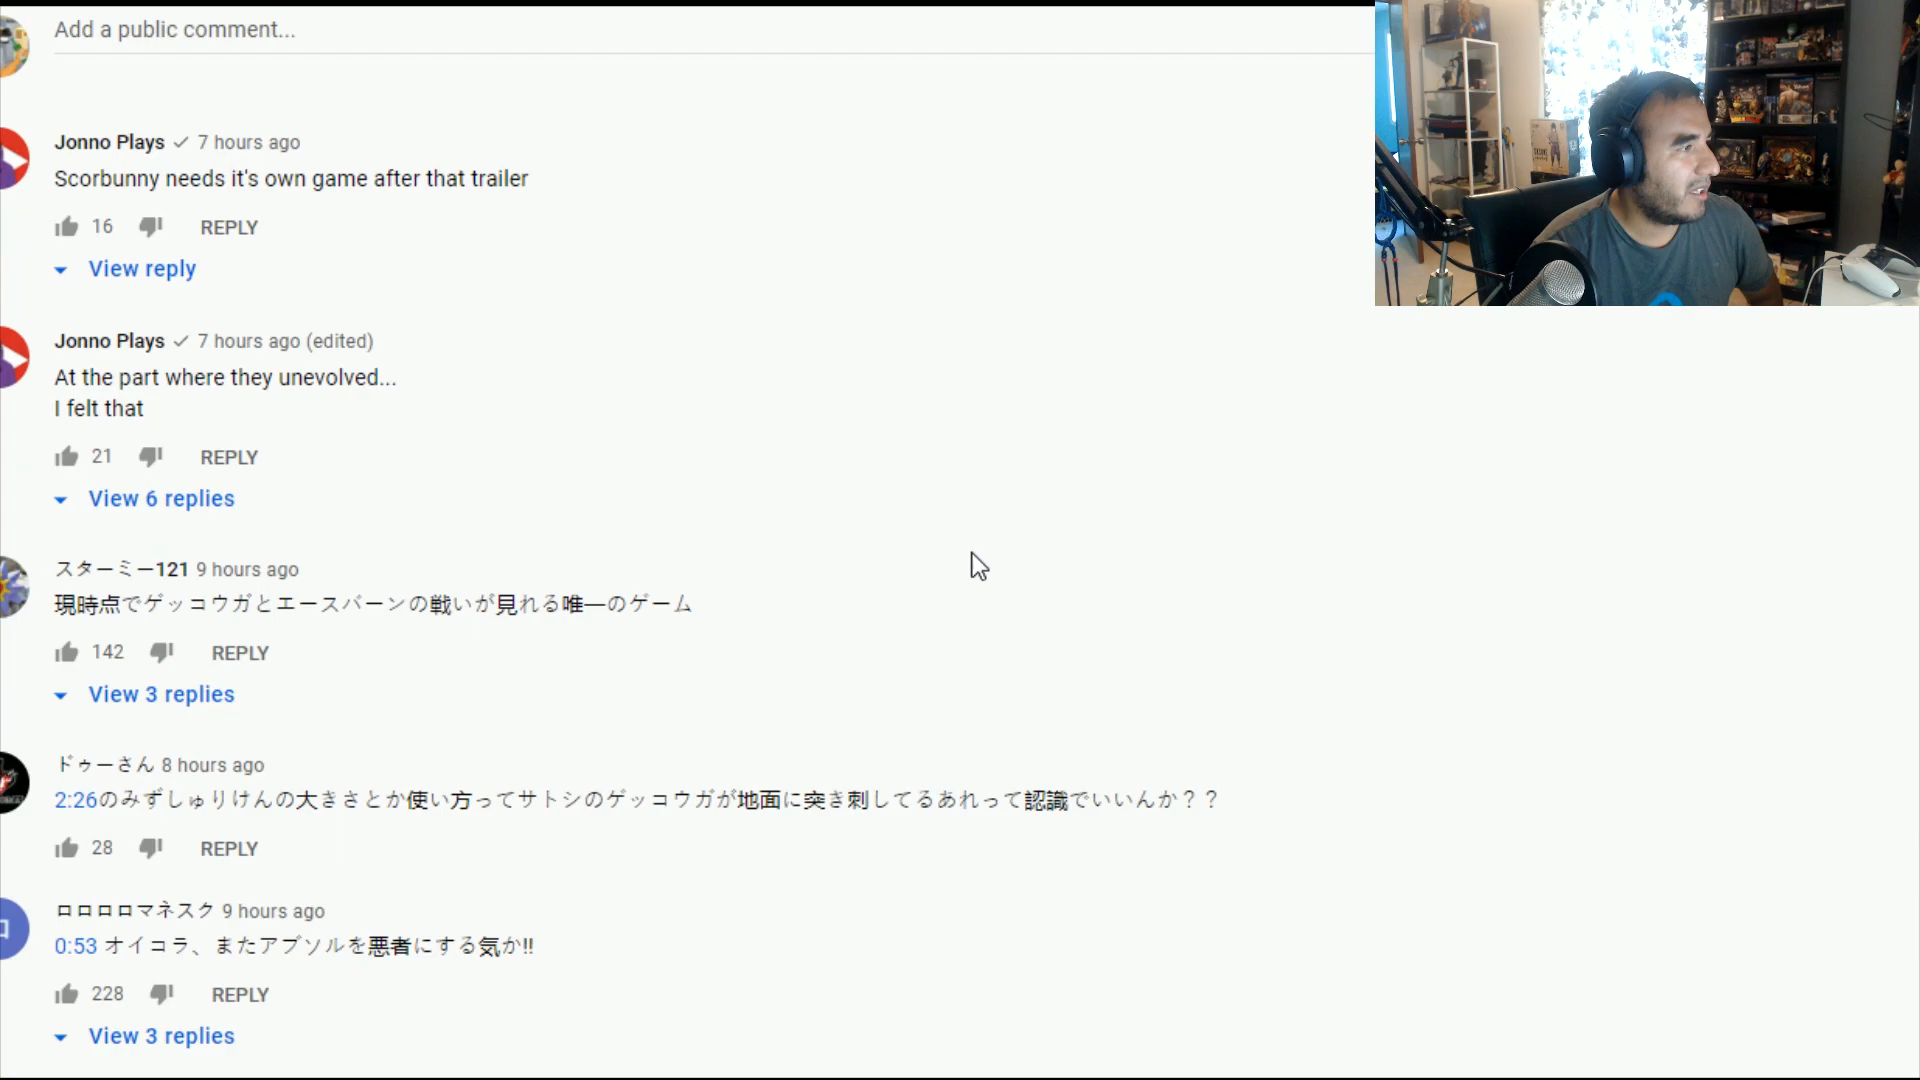 Add a public comment...
Jonno Plays 7 hours ago
Scorbunny needs it's own game after that trailer
16 REPLY
View reply
Jonno Plays 7 hours ago (edited)
At the part where they unevolved...
I felt that
21 REPLY
View 6 replies
スターミー121 9 hours ago
現時点でゲッコウガとエースバーンの戦いが見れる唯一のゲーム
142 REPLY
View 3 replies
ドゥーさん 8 hours ago
2:26のみずしゅりけんの大きさとか使い方ってサトシのゲッコウガが地面に突き刺してるあれって認識でいいんか？？
28 REPLY
ロロロロマネスク 9 hours ago
0:53 オイコラ、またアブソルを悪者にする気か!!
228 REPLY
View 3 replies